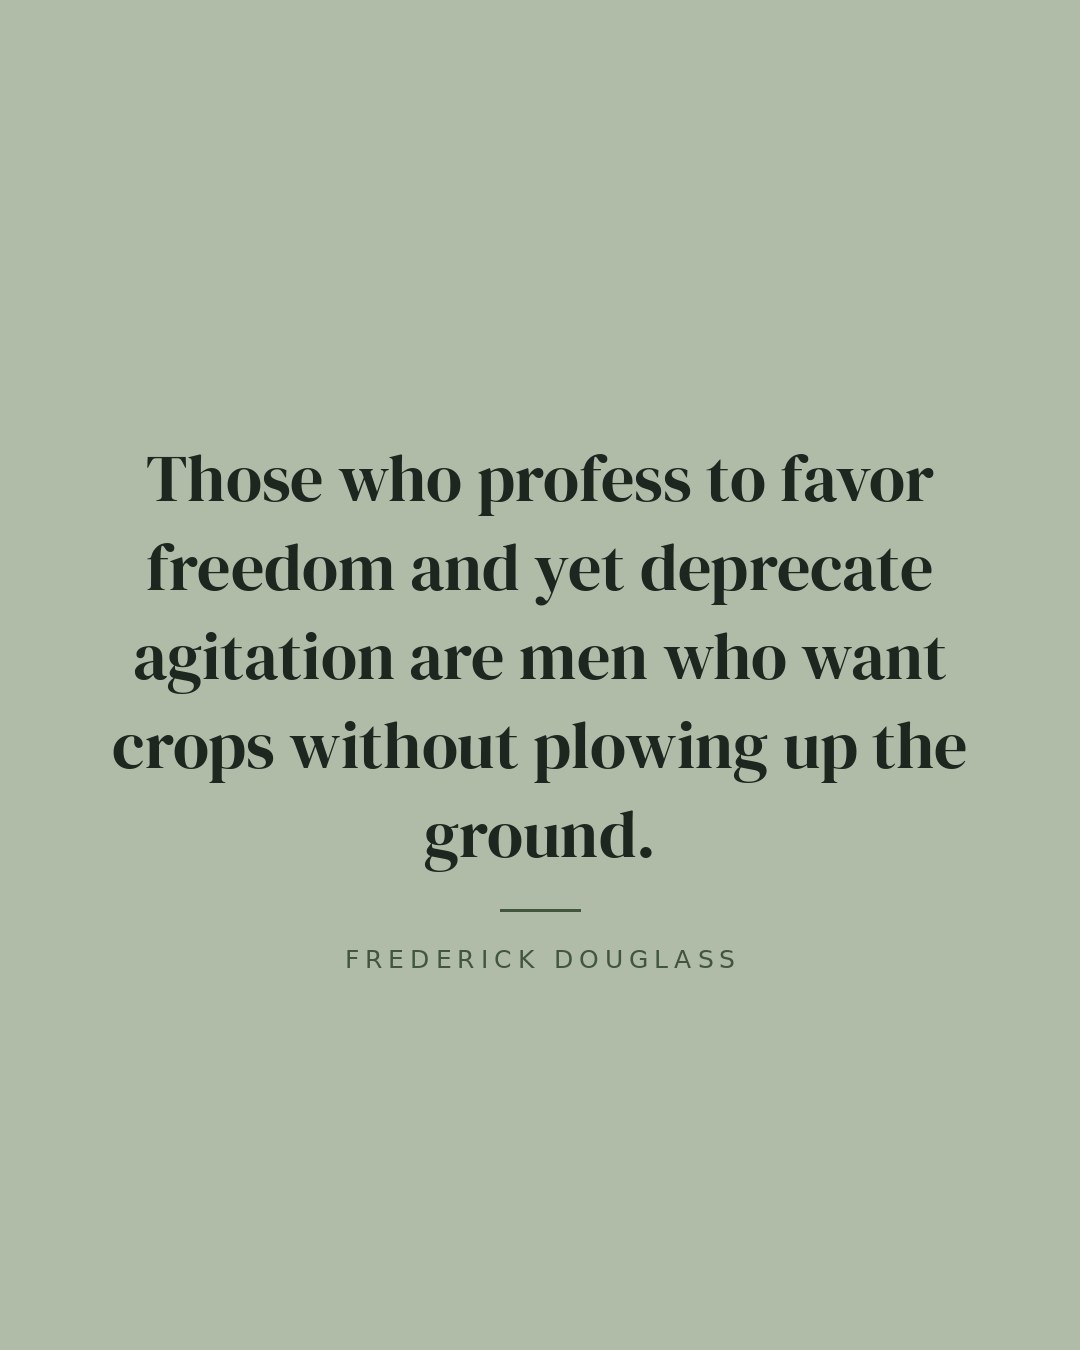 Those who profess to favor
freedom and yet deprecate
agitation are men who want
crops without plowing up the
ground.
FREDERICK DOUGLASS